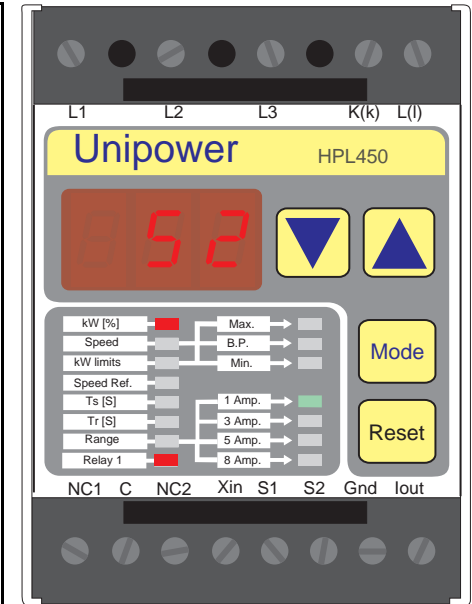 L1 L2 L3 K(k) L(l)
Unipower HPL450
52
kW [%] Max.
Speed B.P.
kW limits Min.
Speed Ref.
Ts [S] 1 Amp.
Tr [S] 3 Amp.
Range 5 Amp.
Relay 1 8 Amp.
Mode
Reset
NC1 C NC2 Xin S1 S2 Gnd Iout